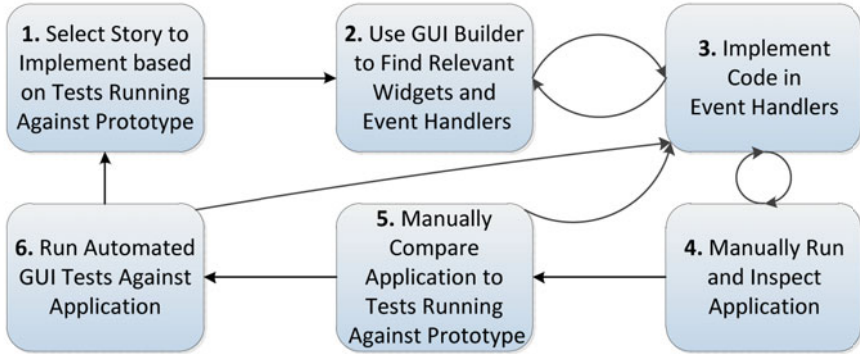 1. Select Story to
Implement based
on Tests Running
Against Prototype
2. Use GUI Builder
to Find Relevant
Widgets and
Event Handlers
3. Implement
Code in
Event Handlers
6. Run Automated
GUI Tests Against
Application
5. Manually
Compare
Application to
Tests Running
Against Prototype
4. Manually Run
and Inspect
Application